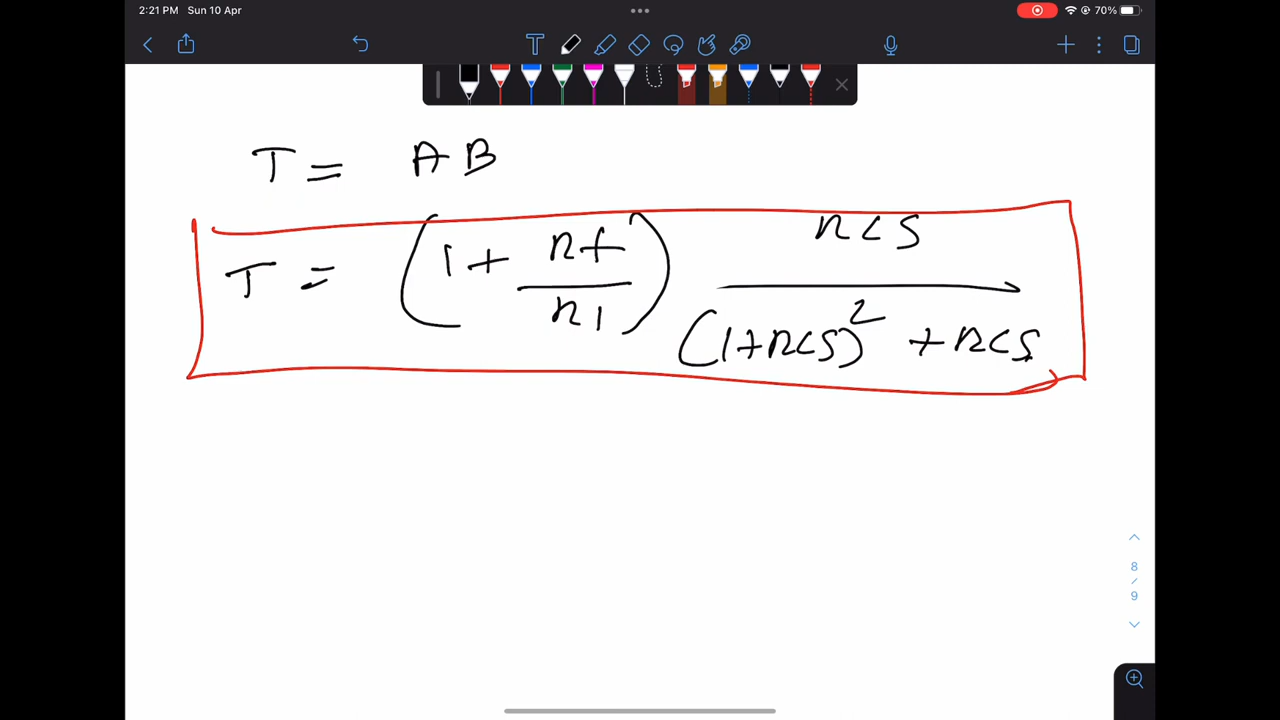 2:21 PM Sun 10 Apr
70%
T = AB
T = (1 + Rf/R1) RCS/((1+RCS)² + RCS)
8
/
9